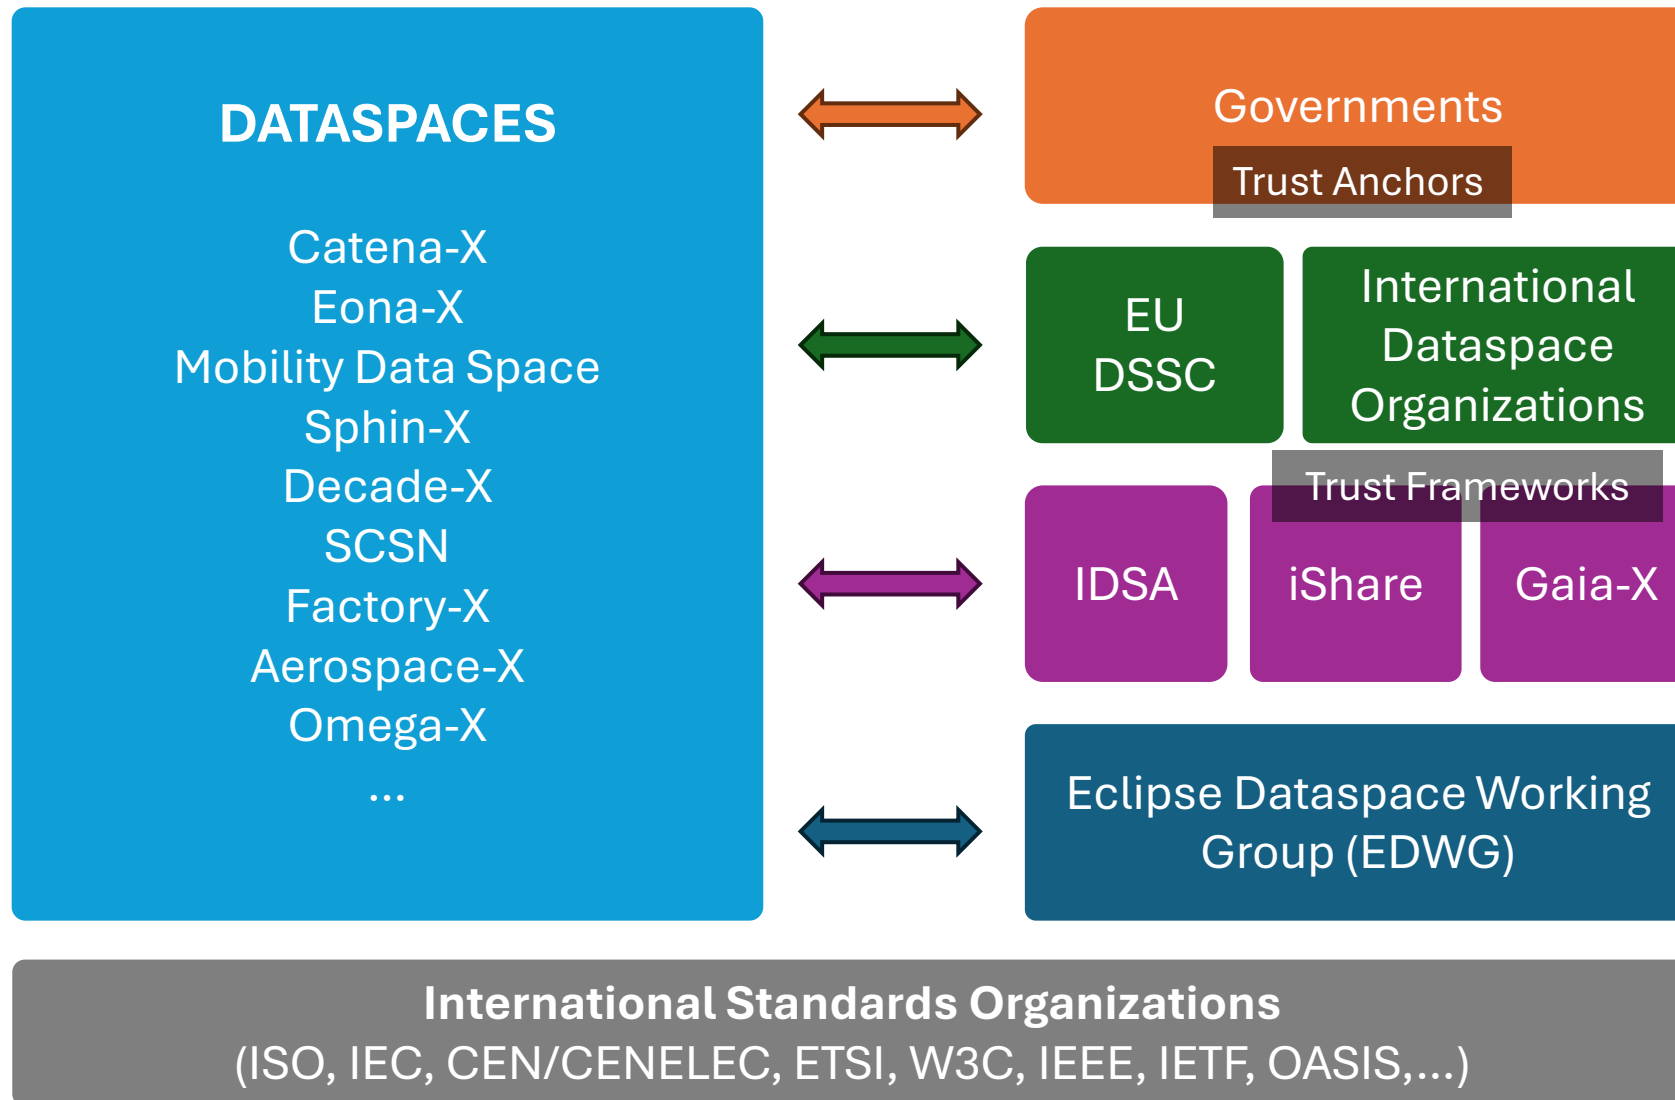 DATASPACES
Catena-X
Eona-X
Mobility Data Space
Sphin-X
Decade-X
SCSN
Factory-X
Aerospace-X
Omega-X
...
Governments
Trust Anchors
EU
DSSC
International
Dataspace
Organizations
Trust Frameworks
IDSA
iShare
Gaia-X
Eclipse Dataspace Working
Group (EDWG)
International Standards Organizations
(ISO, IEC, CEN/CENELEC, ETSI, W3C, IEEE, IETF, OASIS,...)